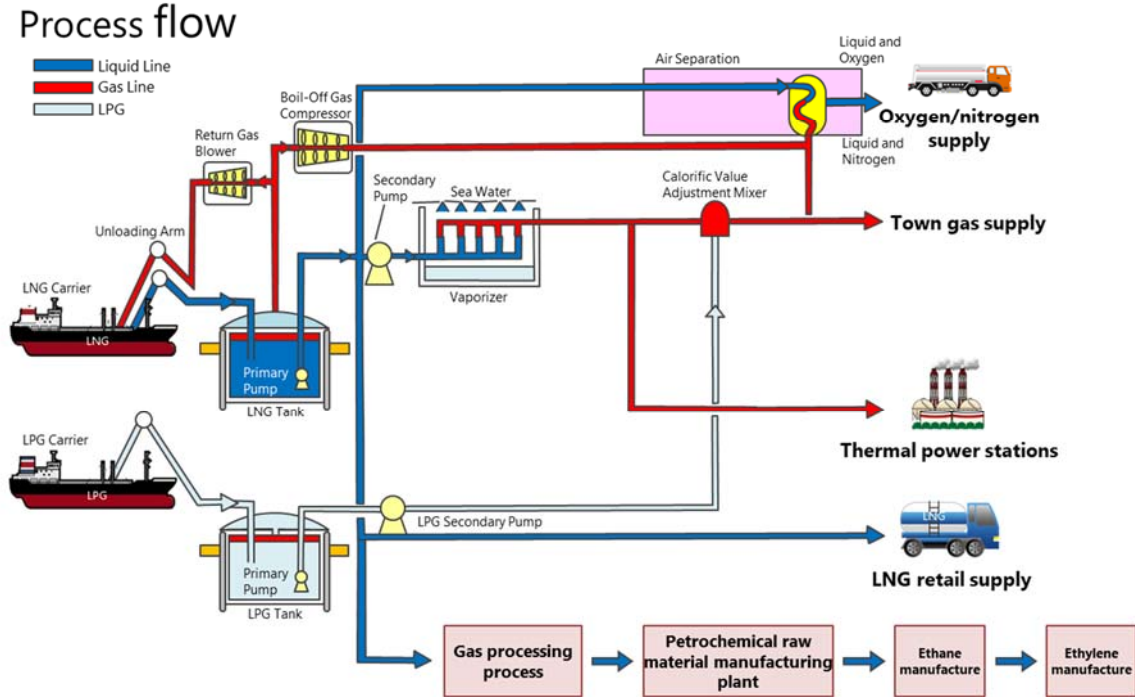 Process flow
Liquid Line
Gas Line
LPG
Boil-Off Gas
Compressor
Return Gas
Blower
Air Separation
Liquid and
Oxygen
Oxygen/nitrogen
supply
Liquid and
Nitrogen
Secondary
Pump
Sea Water
Calorific Value
Adjustment Mixer
Town gas supply
Unloading Arm
Vaporizer
LNG Carrier
LNG
Primary
Pump
LNG Tank
Thermal power stations
LPG Carrier
LPG
LPG Secondary Pump
LNG
LNG retail supply
Primary
Pump
LPG Tank
Gas processing
process
Petrochemical raw
material manufacturing
plant
Ethane
manufacture
Ethylene
manufacture